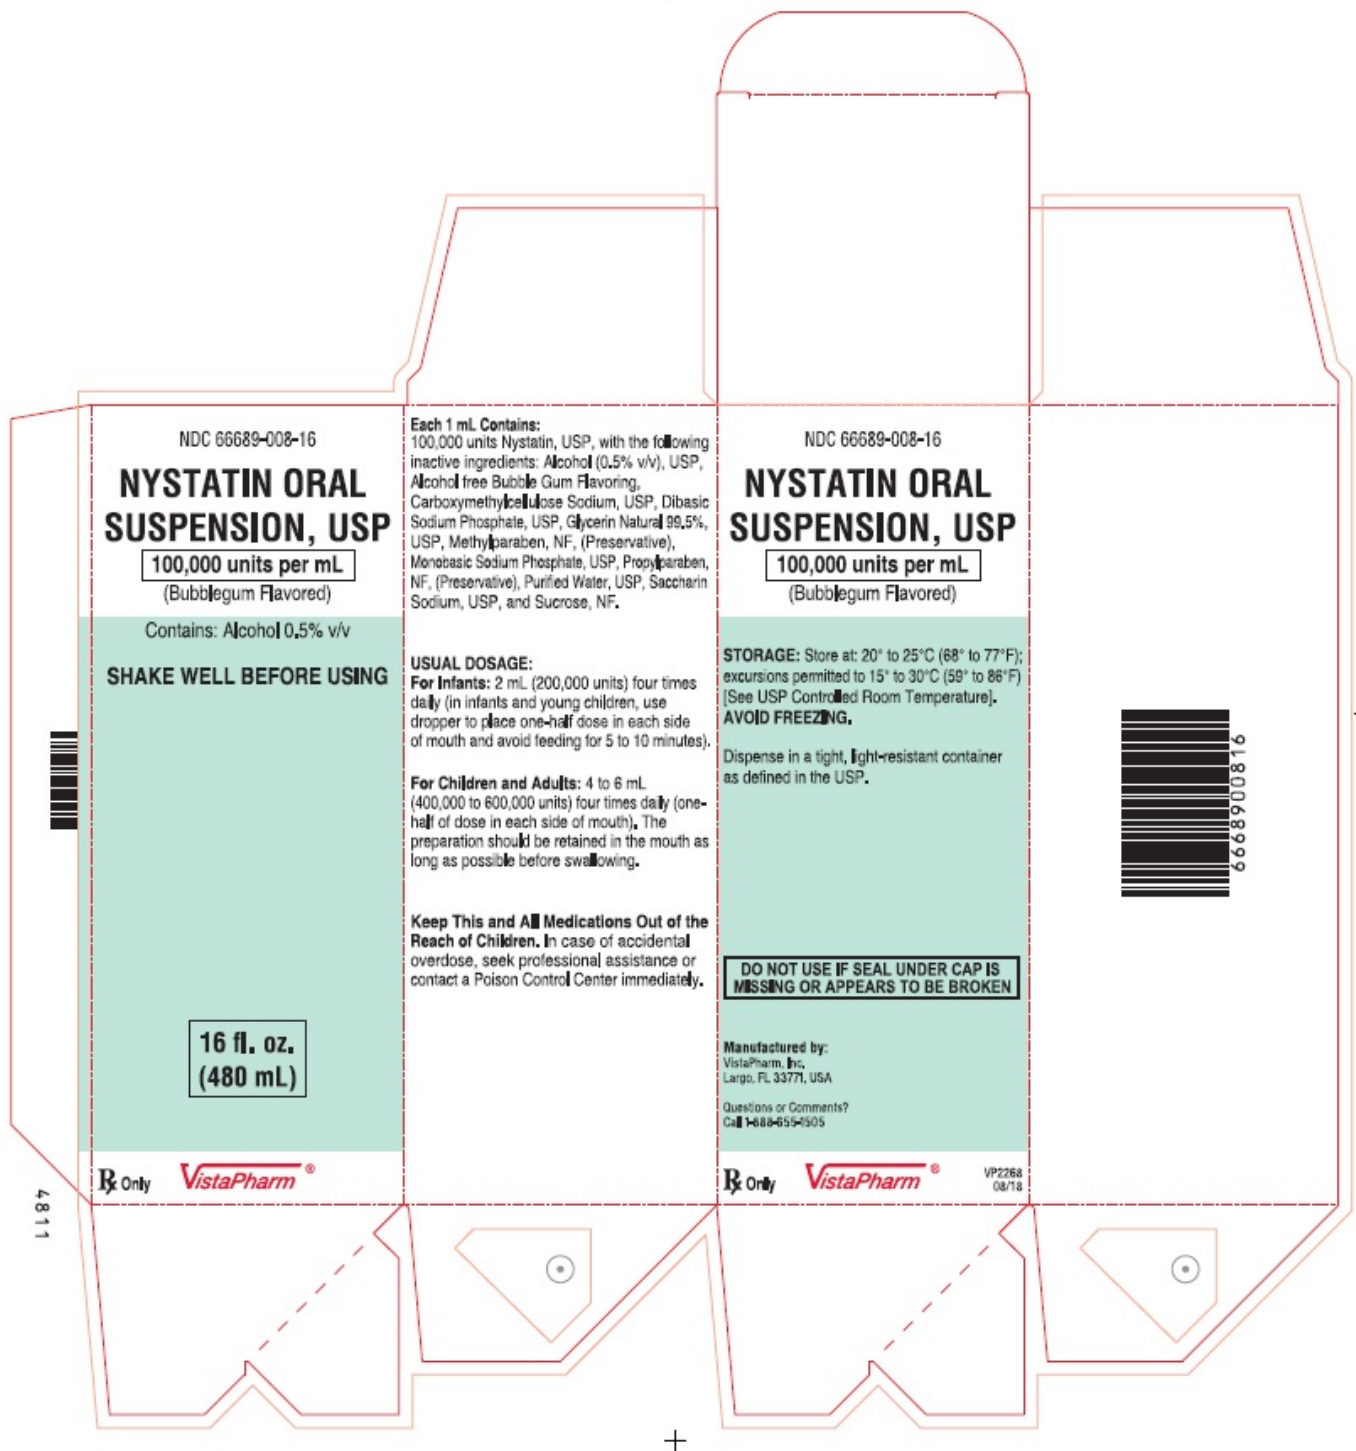 NDC 66689-008-16
NYSTATIN ORAL
SUSPENSION, USP
100,000 units per mL
(Bubblegum Flavored)
Contains: Alcohol 0.5% v/v
SHAKE WELL BEFORE USING
16 fl. oz.
(480 mL)
Rx Only
VistaPharm®
4811
Each 1 mL Contains:
100,000 units Nystatin, USP, with the following
inactive ingredients: Alcohol (0.5% v/v), USP,
Alcohol free Bubble Gum Flavoring,
Carboxymethylcellulose Sodium, USP, Dibasic
Sodium Phosphate, USP, Glycerin Natural 99.5%,
USP, Methylparaben, NF, (Preservative),
Monobasic Sodium Phosphate, USP, Propylparaben,
NF, (Preservative), Purified Water, USP, Saccharin
Sodium, USP, and Sucrose, NF.
USUAL DOSAGE:
For Infants: 2 mL (200,000 units) four times
daily (in infants and young children, use
dropper to place one-half dose in each side
of mouth and avoid feeding for 5 to 10 minutes).
For Children and Adults: 4 to 6 mL
(400,000 to 600,000 units) four times daily (one-
half of dose in each side of mouth). The
preparation should be retained in the mouth as
long as possible before swallowing.
Keep This and All Medications Out of the
Reach of Children. In case of accidental
overdose, seek professional assistance or
contact a Poison Control Center immediately.
NDC 66689-008-16
NYSTATIN ORAL
SUSPENSION, USP
100,000 units per mL
(Bubblegum Flavored)
STORAGE: Store at: 20° to 25°C (68° to 77°F);
excursions permitted to 15° to 30°C (59° to 86°F)
[See USP Controlled Room Temperature].
AVOID FREEZING.
Dispense in a tight, light-resistant container
as defined in the USP.
DO NOT USE IF SEAL UNDER CAP IS
MISSING OR APPEARS TO BE BROKEN
Manufactured by:
VistaPharm, Inc.
Largo, FL 33771, USA
Questions or Comments?
Call 1-888-655-1505
Rx Only
VistaPharm®
VP2268
08/18
6668900816